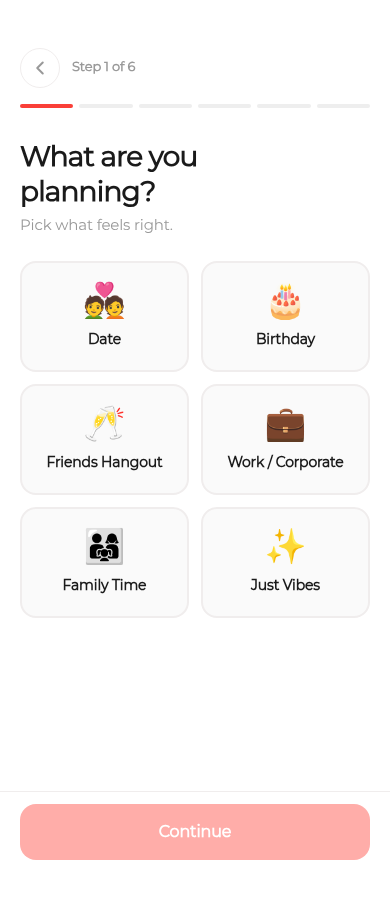 Step 1 of 6
What are you
planning?
Pick what feels right.
Date
Birthday
Friends Hangout
Work / Corporate
Family Time
Just Vibes
Continue